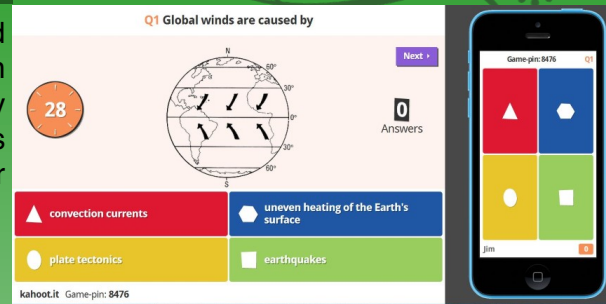 Q1 Global winds are caused by
Next
28
N
60°
30°
0°
30°
60°
S
0
Answers
convection currents
uneven heating of the Earth's
surface
plate tectonics
earthquakes
kahoot.it Game-pin: 8476
Game-pin: 8476 Q1
Jim 0